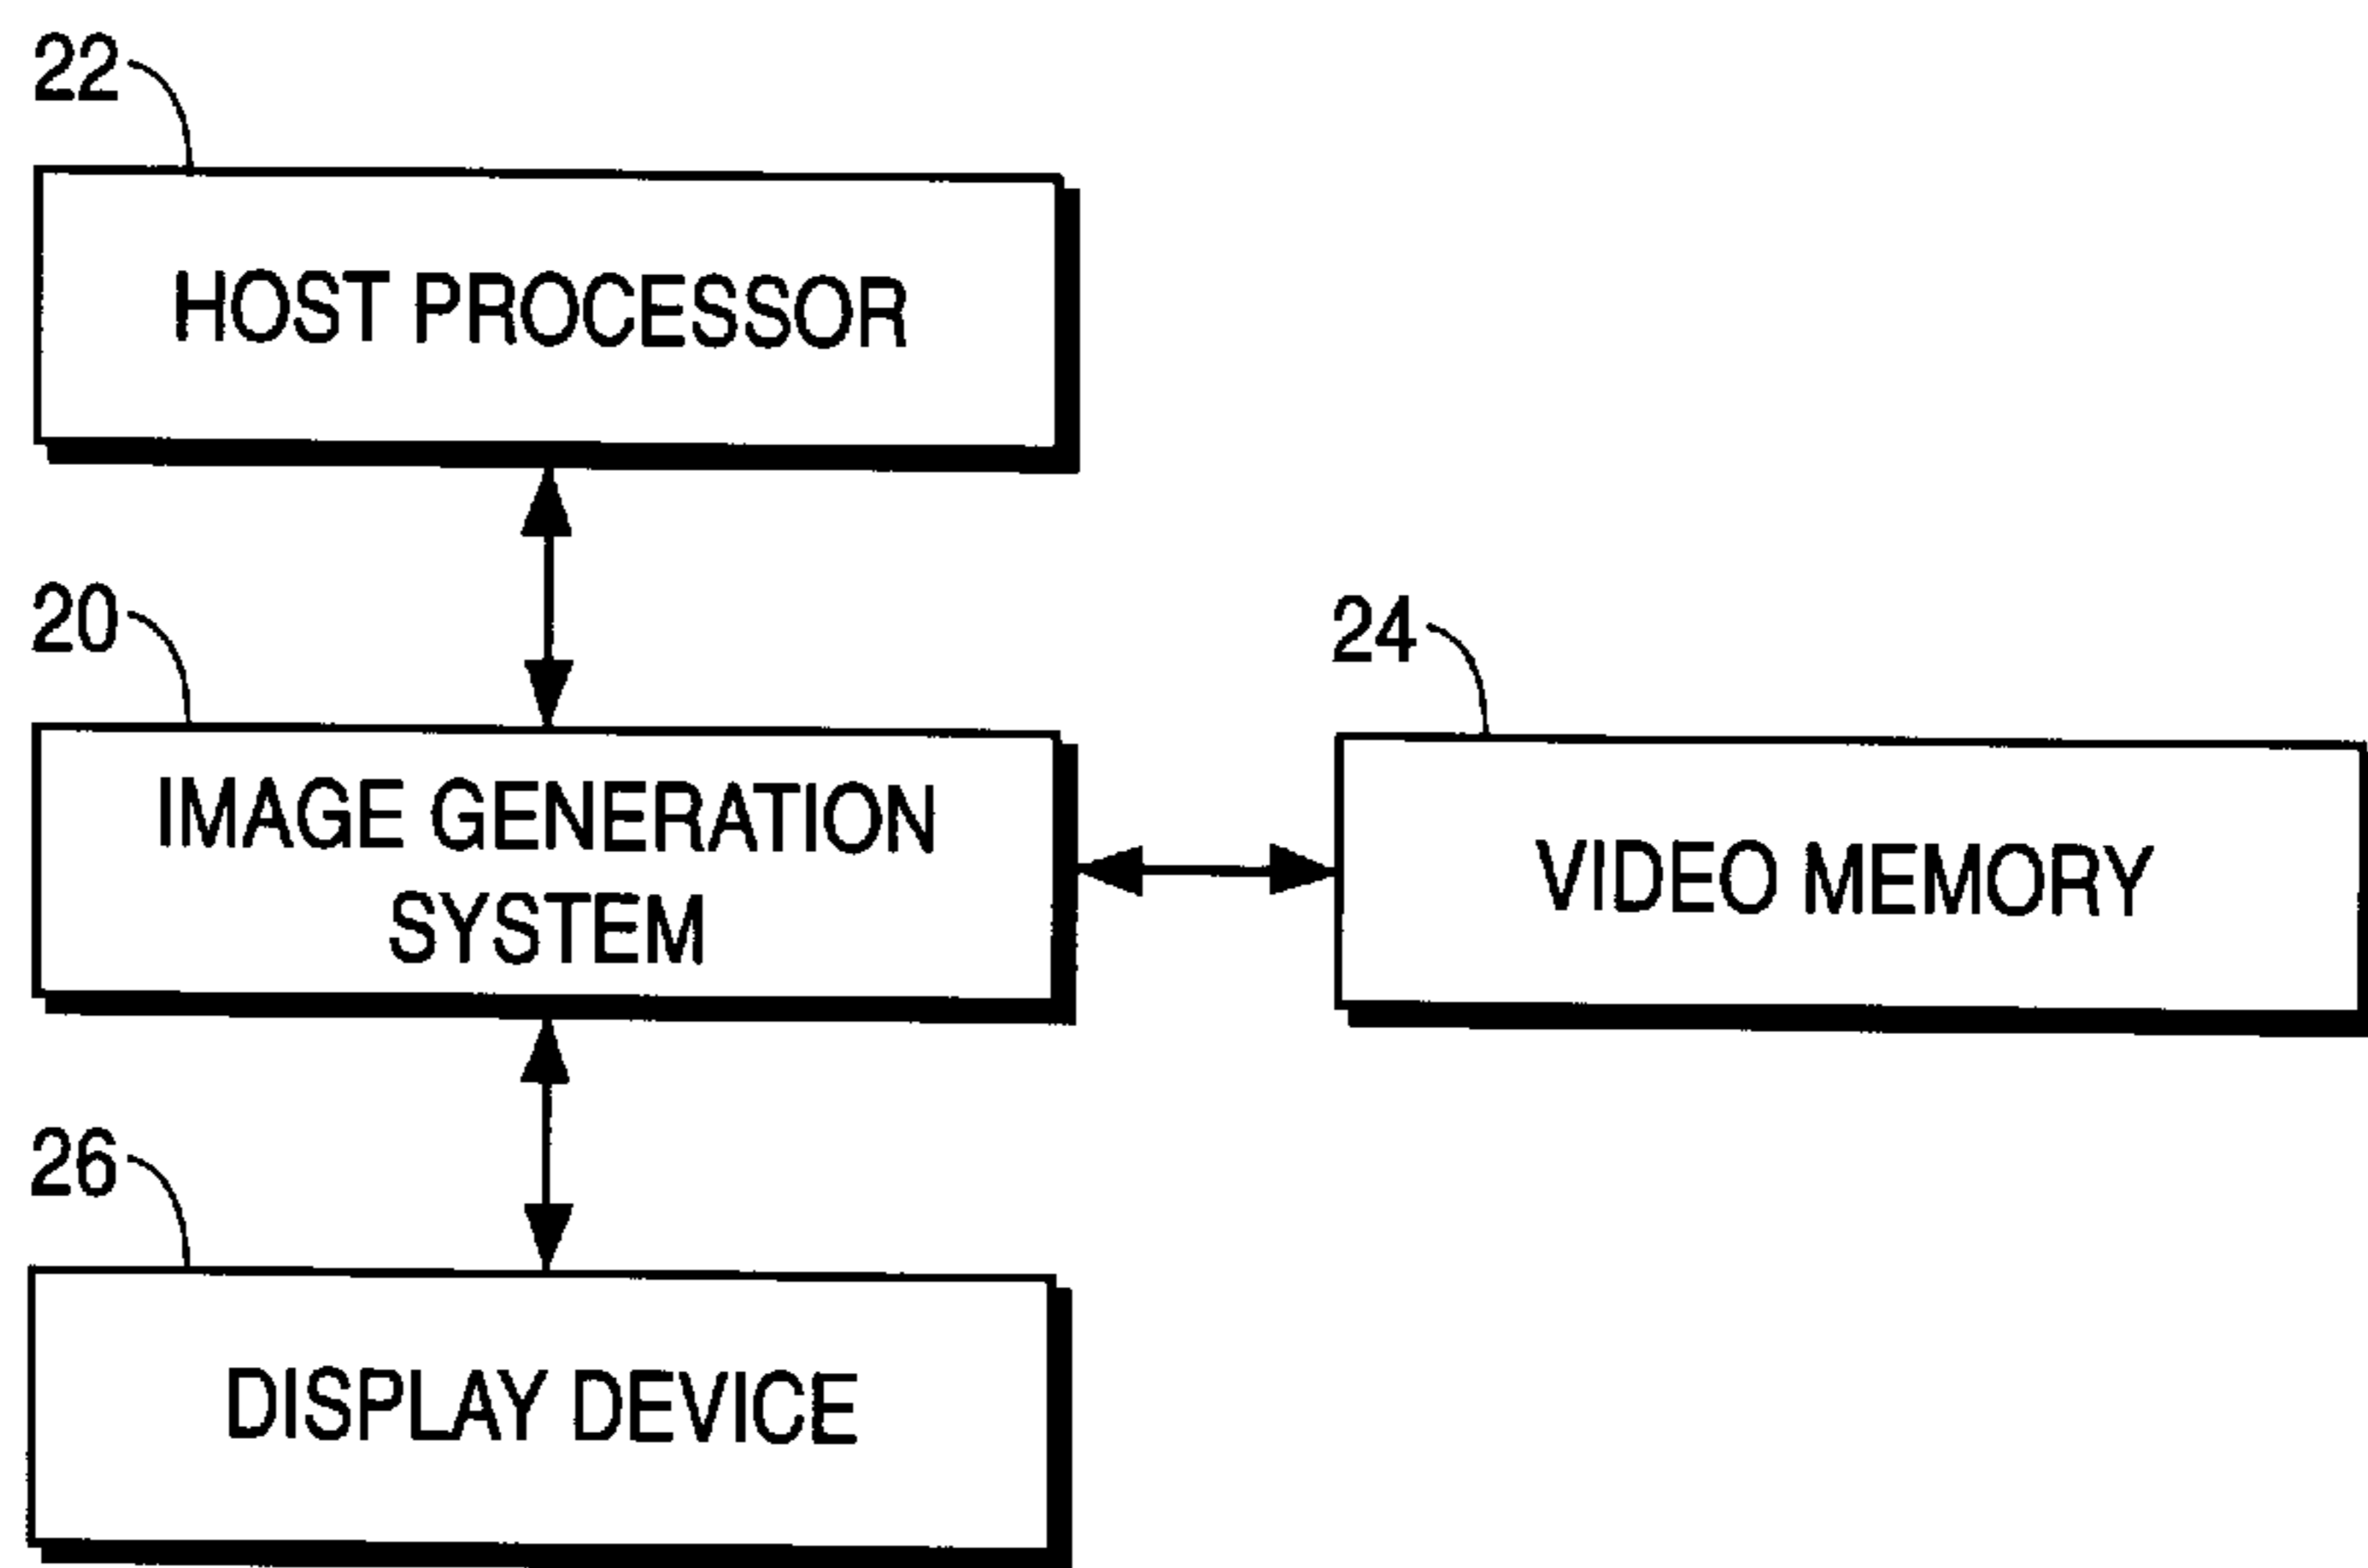 22
HOST PROCESSOR
20
IMAGE GENERATION
SYSTEM
24
VIDEO MEMORY
26
DISPLAY DEVICE